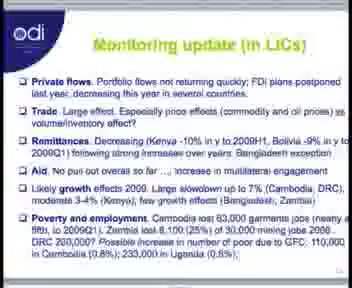 odi
Monitoring update (in LICs)
Private flows. Portfolio flows not returning quickly; FDI plans postponed
last year, decreasing this year in several countries.
Trade. Large effect. Especially price effects (commodity and oil prices) vs
volume/inventory effect?
Remittances. Decreasing (Kenya -10% in y to 2009H1, Bolivia -9% in y to
2009Q1) following strong increases over years. Bangladesh exception
Aid. No pull out overall so far …, increase in multilateral engagement
Likely growth effects 2009. Large slowdown up to 7% (Cambodia, DRC),
moderate 3-4% (Kenya); few growth effects (Bangladesh, Zambia)
Poverty and employment. Cambodia lost 63,000 garments jobs (nearly a
fifth, to 2009Q1). Zambia lost 8,100 (25%) of 30,000 mining jobs 2008.
DRC 200,000? Possible increase in number of poor due to GFC: 110,000
in Cambodia (0.8%); 233,000 in Uganda (0.8%);